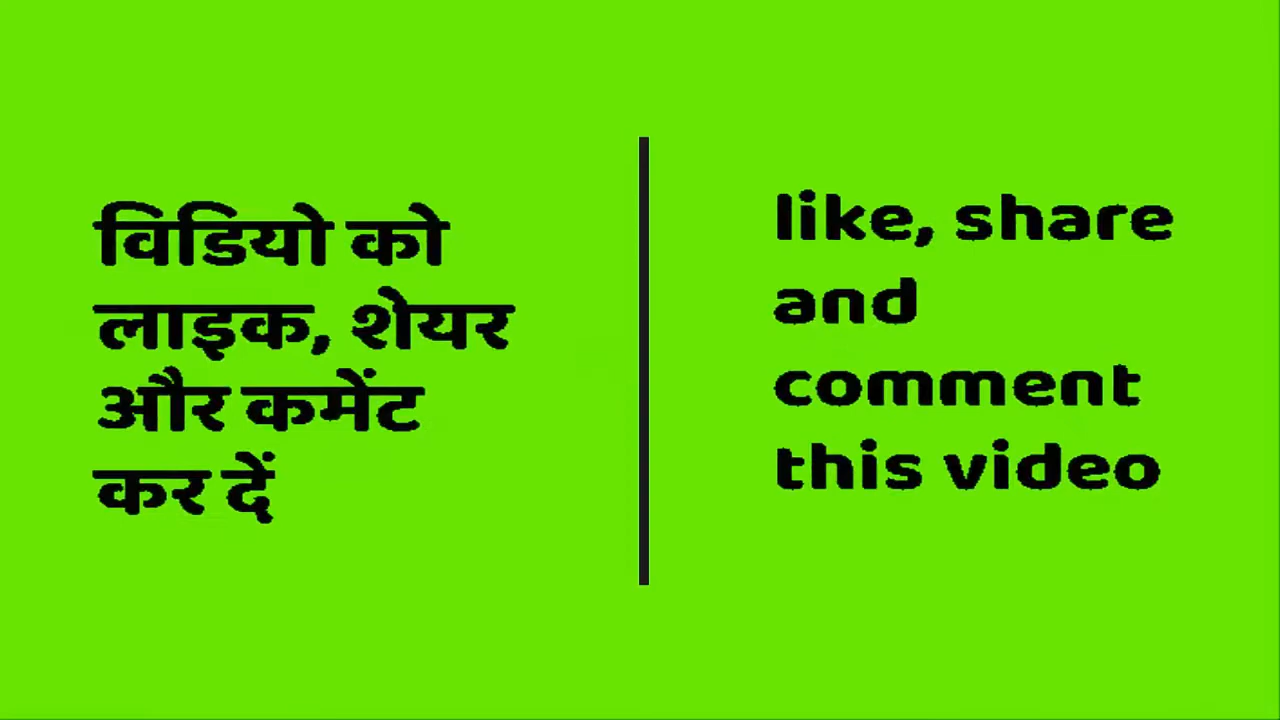 विडियो को
लाइक, शेयर
और कमेंट
कर दें
like, share
and
comment
this video